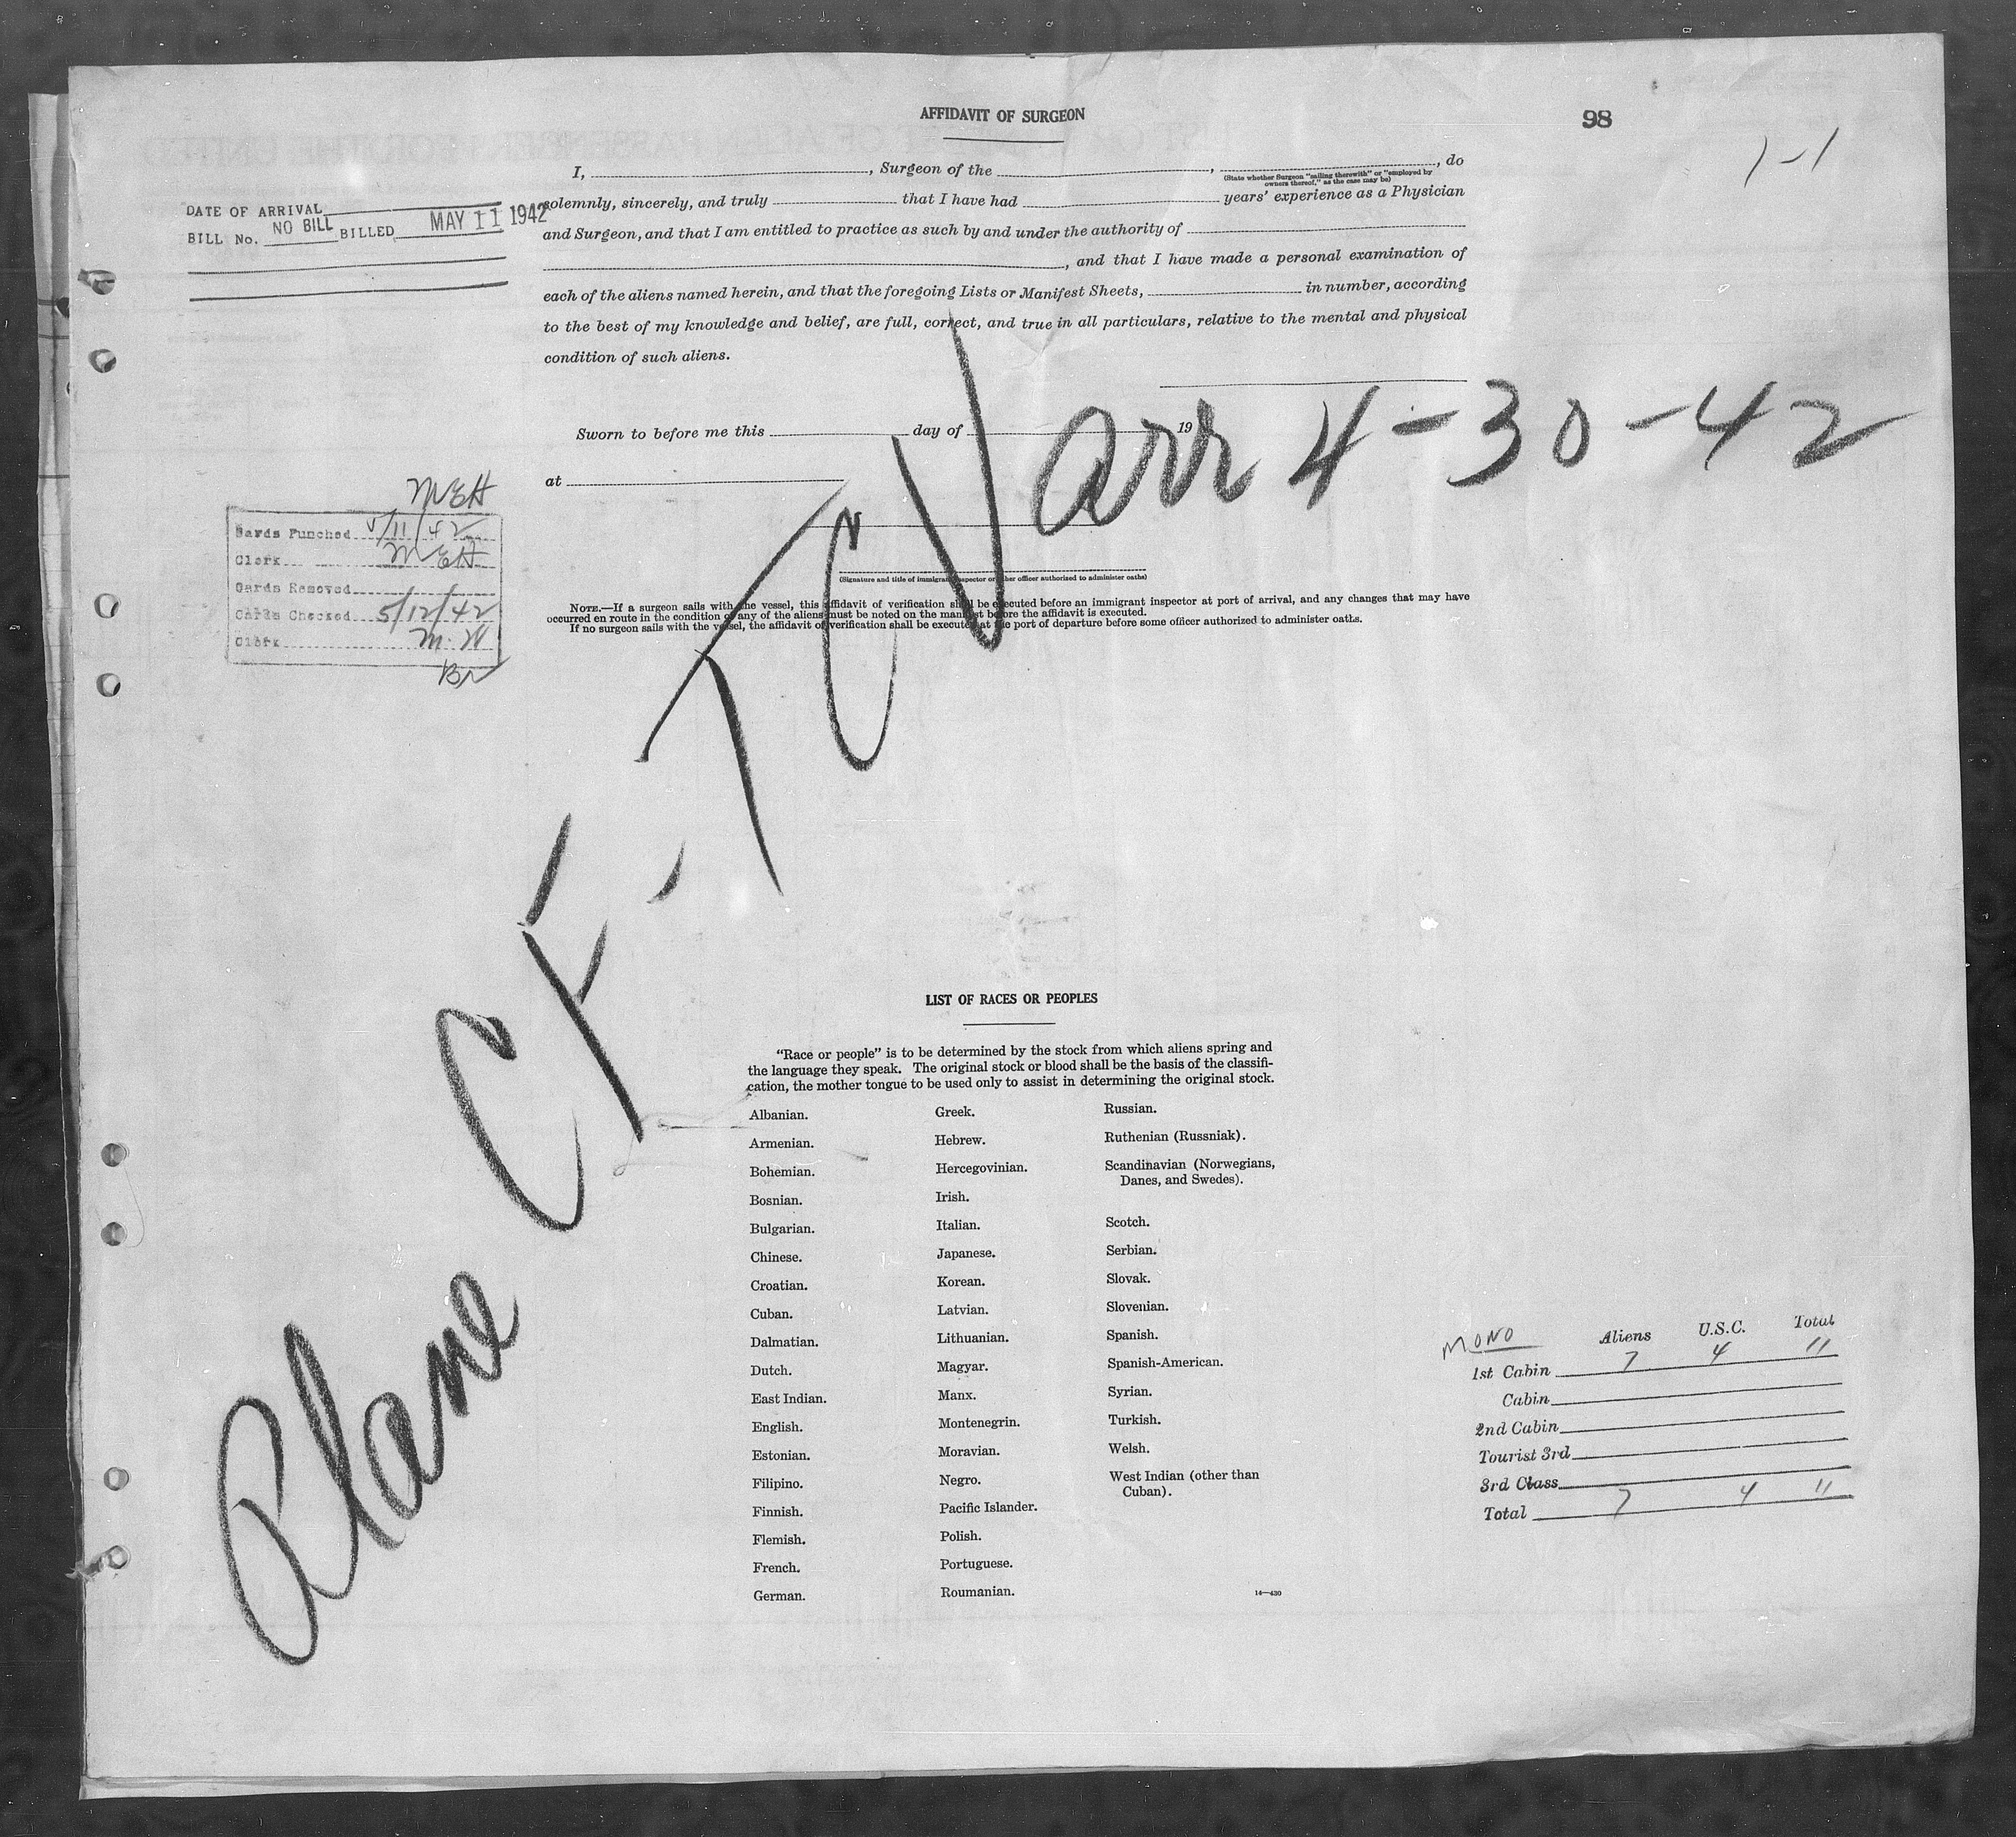 AFFIDAVIT OF SURGEON
98
1-1
I, , Surgeon of the , , do
(State whether Surgeon "sailing therewith" or "employed by
owners thereof," as the case may be)
solemnly, sincerely, and truly that I have had years' experience as a Physician
and Surgeon, and that I am entitled to practice as such by and under the authority of
, and that I have made a personal examination of
each of the aliens named herein, and that the foregoing Lists or Manifest Sheets, in number, according
to the best of my knowledge and belief, are full, correct, and true in all particulars, relative to the mental and physical
condition of such aliens.
DATE OF ARRIVAL
BILL No. NO BILL BILLED MAY 11 1942
Sworn to before me this day of 19
at
(Signature and title of immigrant inspector or other officer authorized to administer oaths)
NOTE.—If a surgeon sails with the vessel, this affidavit of verification shall be executed before an immigrant inspector at port of arrival, and any changes that may have
occurred en route in the condition of any of the aliens must be noted on the manifest before the affidavit is executed.
If no surgeon sails with the vessel, the affidavit of verification shall be executed at the port of departure before some officer authorized to administer oaths.
MEH
Cards Punched 5/11/42
Clerk MEH
Cards Removed
Cards Checked 5/12/42
Clerk M.W
Plane CF-TCV arr 4-30-42
LIST OF RACES OR PEOPLES
"Race or people" is to be determined by the stock from which aliens spring and
the language they speak. The original stock or blood shall be the basis of the classifi-
cation, the mother tongue to be used only to assist in determining the original stock.
Albanian.
Armenian.
Bohemian.
Bosnian.
Bulgarian.
Chinese.
Croatian.
Cuban.
Dalmatian.
Dutch.
East Indian.
English.
Estonian.
Filipino.
Finnish.
Flemish.
French.
German.
Greek.
Hebrew.
Hercegovinian.
Irish.
Italian.
Japanese.
Korean.
Latvian.
Lithuanian.
Magyar.
Manx.
Montenegrin.
Moravian.
Negro.
Pacific Islander.
Polish.
Portuguese.
Roumanian.
Russian.
Ruthenian (Russniak).
Scandinavian (Norwegians,
Danes, and Swedes).
Scotch.
Serbian.
Slovak.
Slovenian.
Spanish.
Spanish-American.
Syrian.
Turkish.
Welsh.
West Indian (other than
Cuban).
14—430
MONO Aliens U.S.C. Total
1st Cabin 7 4 11
Cabin
2nd Cabin
Tourist 3rd
3rd Class
Total 7 4 11